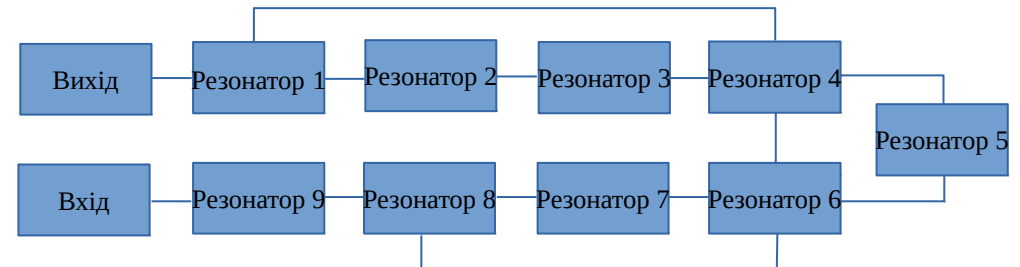 Вихід
Резонатор 1
Резонатор 2
Резонатор 3
Резонатор 4
Резонатор 5
Вхід
Резонатор 9
Резонатор 8
Резонатор 7
Резонатор 6